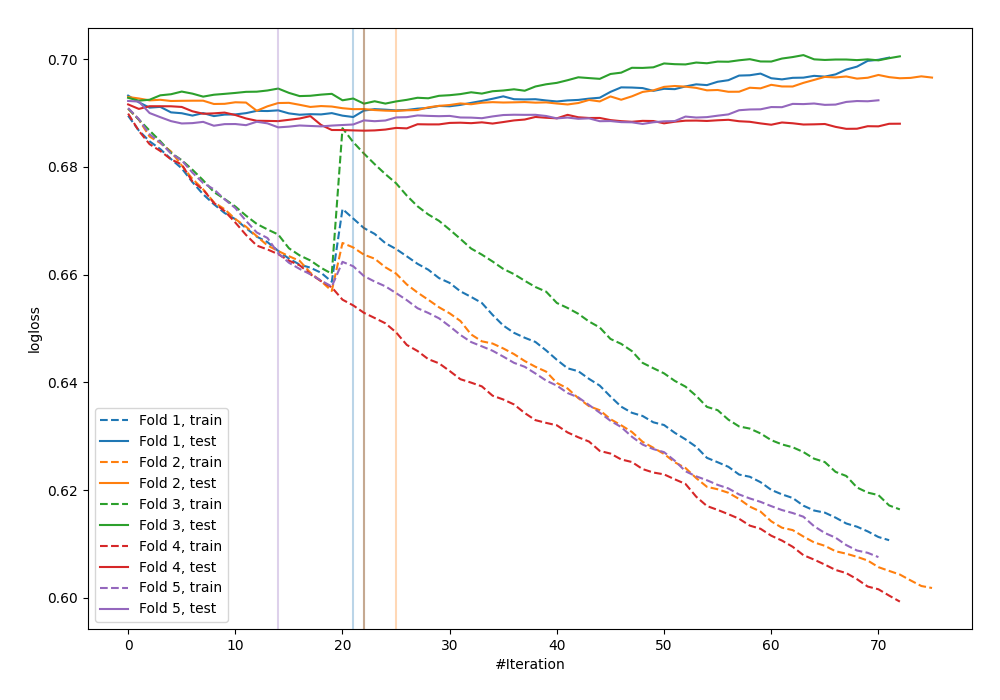 0.70
0.68
0.66
0.64
0.62
0.60
logloss
Fold 1, train
Fold 1, test
Fold 2, train
Fold 2, test
Fold 3, train
Fold 3, test
Fold 4, train
Fold 4, test
Fold 5, train
Fold 5, test
0 10 20 30 40 50 60 70
#Iteration